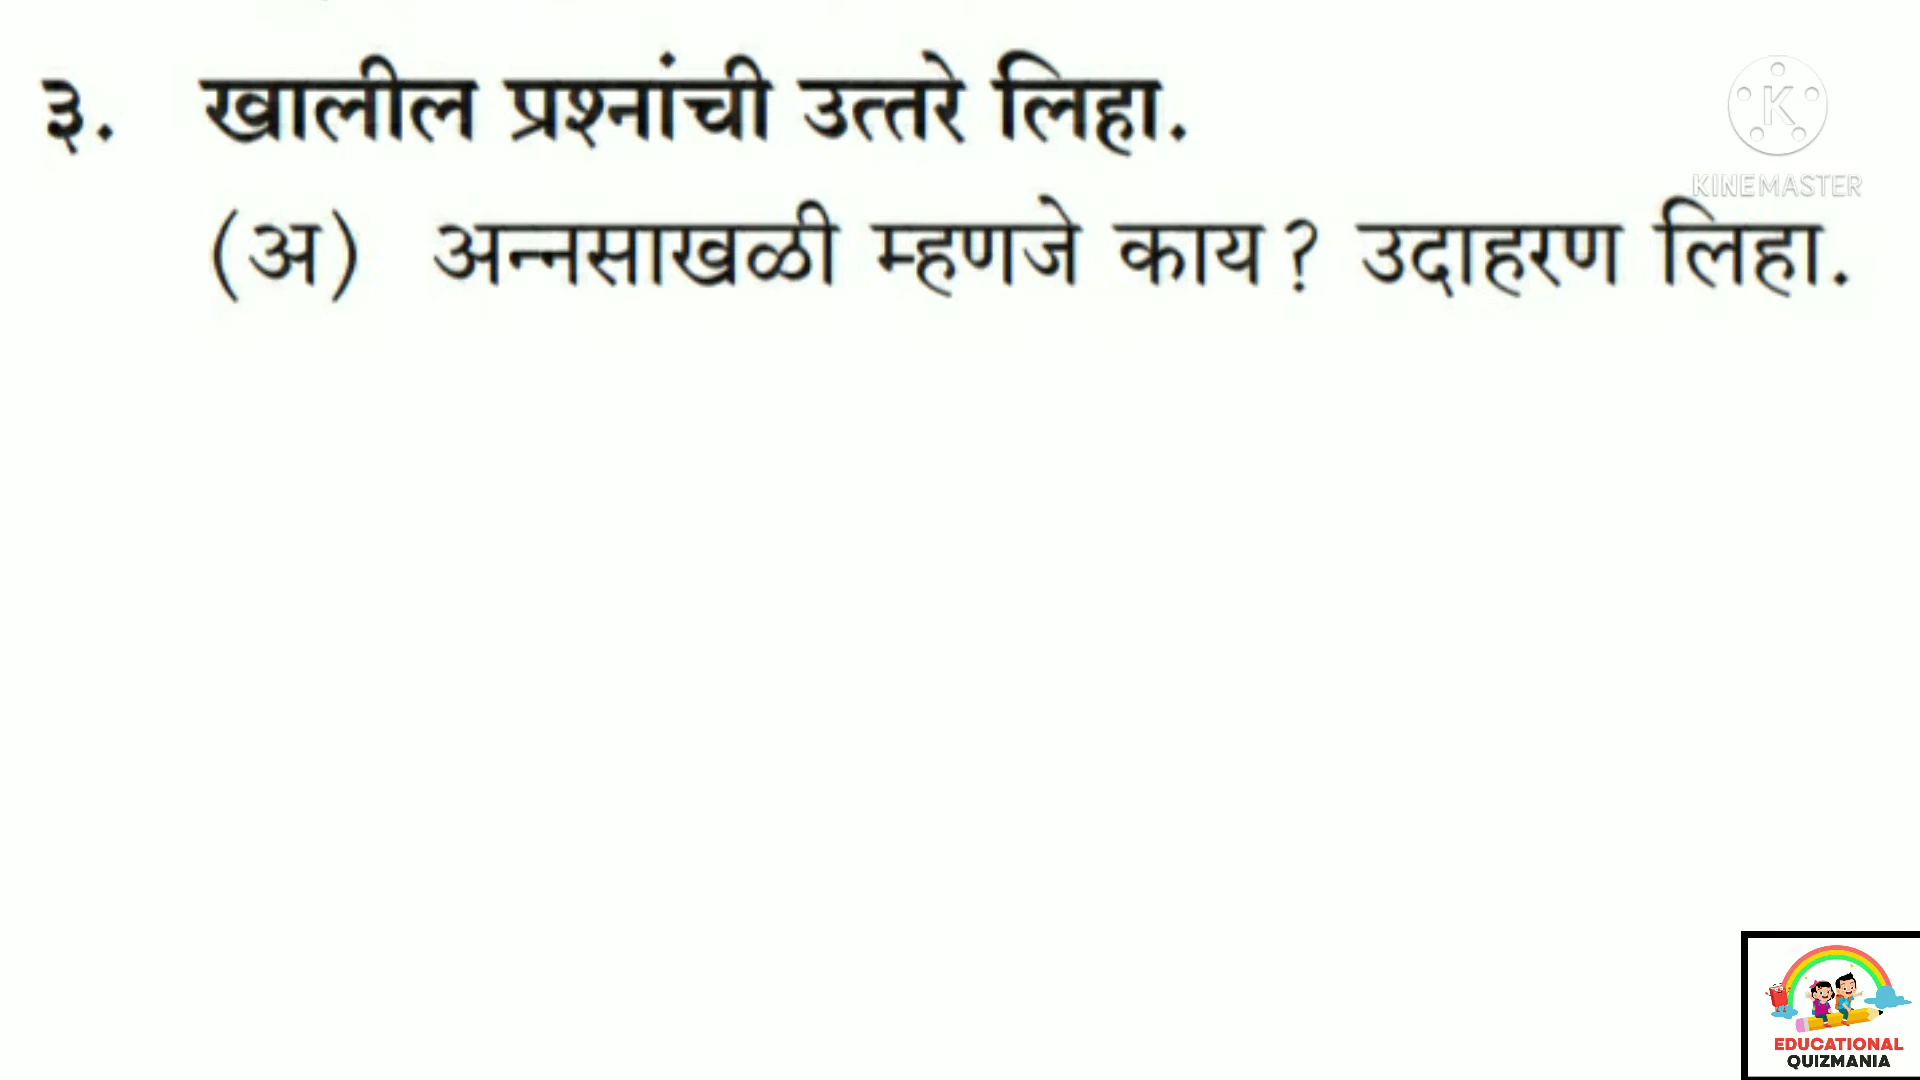 ३. खालील प्रश्नांची उत्तरे लिहा.
KINEMASTER
(अ) अन्नसाखळी म्हणजे काय? उदाहरण लिहा.
EDUCATIONAL
QUIZMANIA